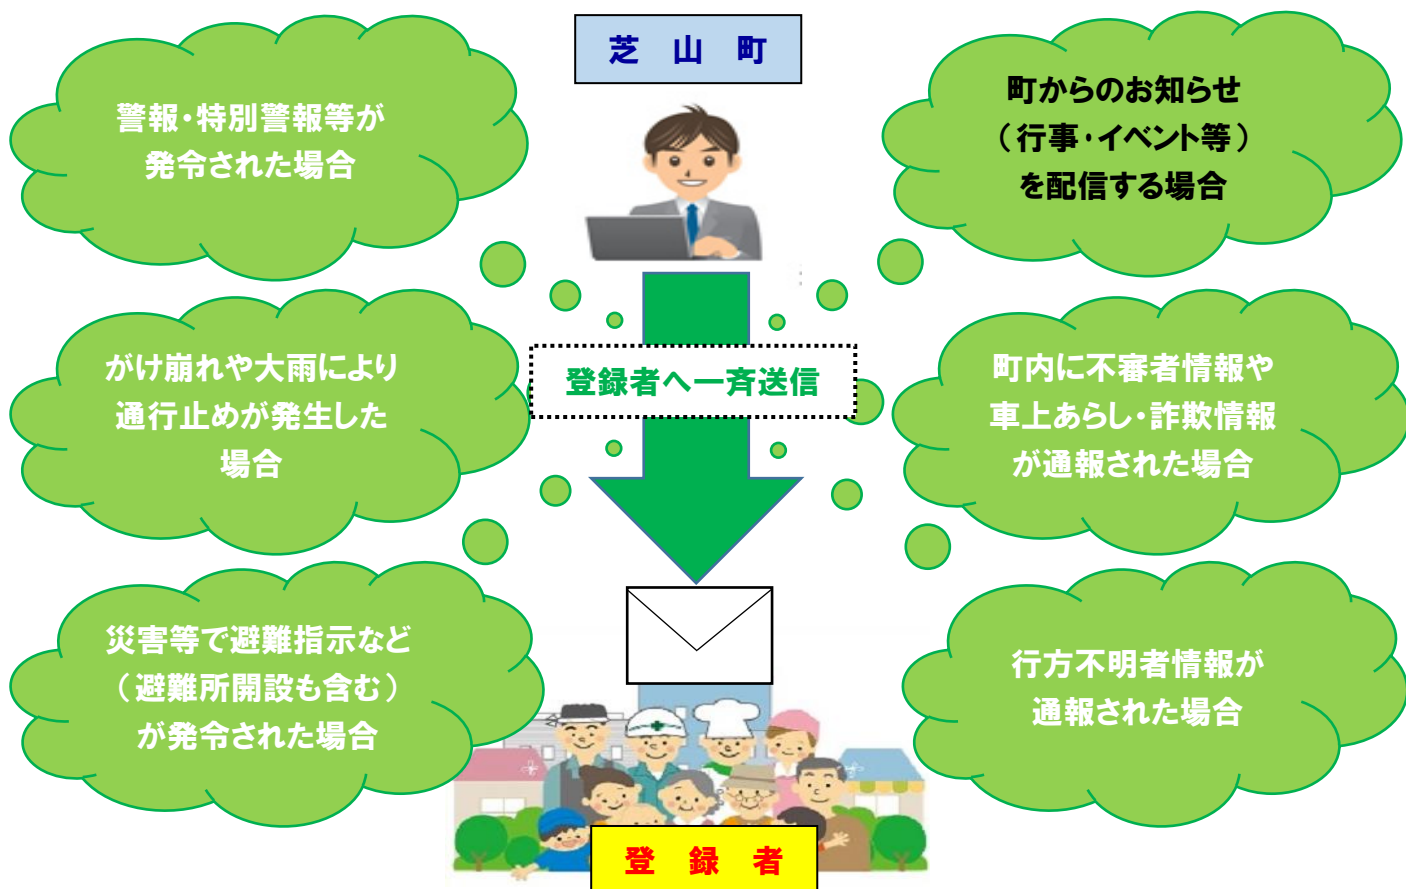 芝　山　町
警報・特別警報等が
発令された場合
町からのお知らせ
（行事・イベント等）
を配信する場合
がけ崩れや大雨により
通行止めが発生した
場合
登録者へ一斉送信
町内に不審者情報や
車上あらし・詐欺情報
が通報された場合
災害等で避難指示など
（避難所開設も含む）
が発令された場合
行方不明者情報が
通報された場合
登　録　者